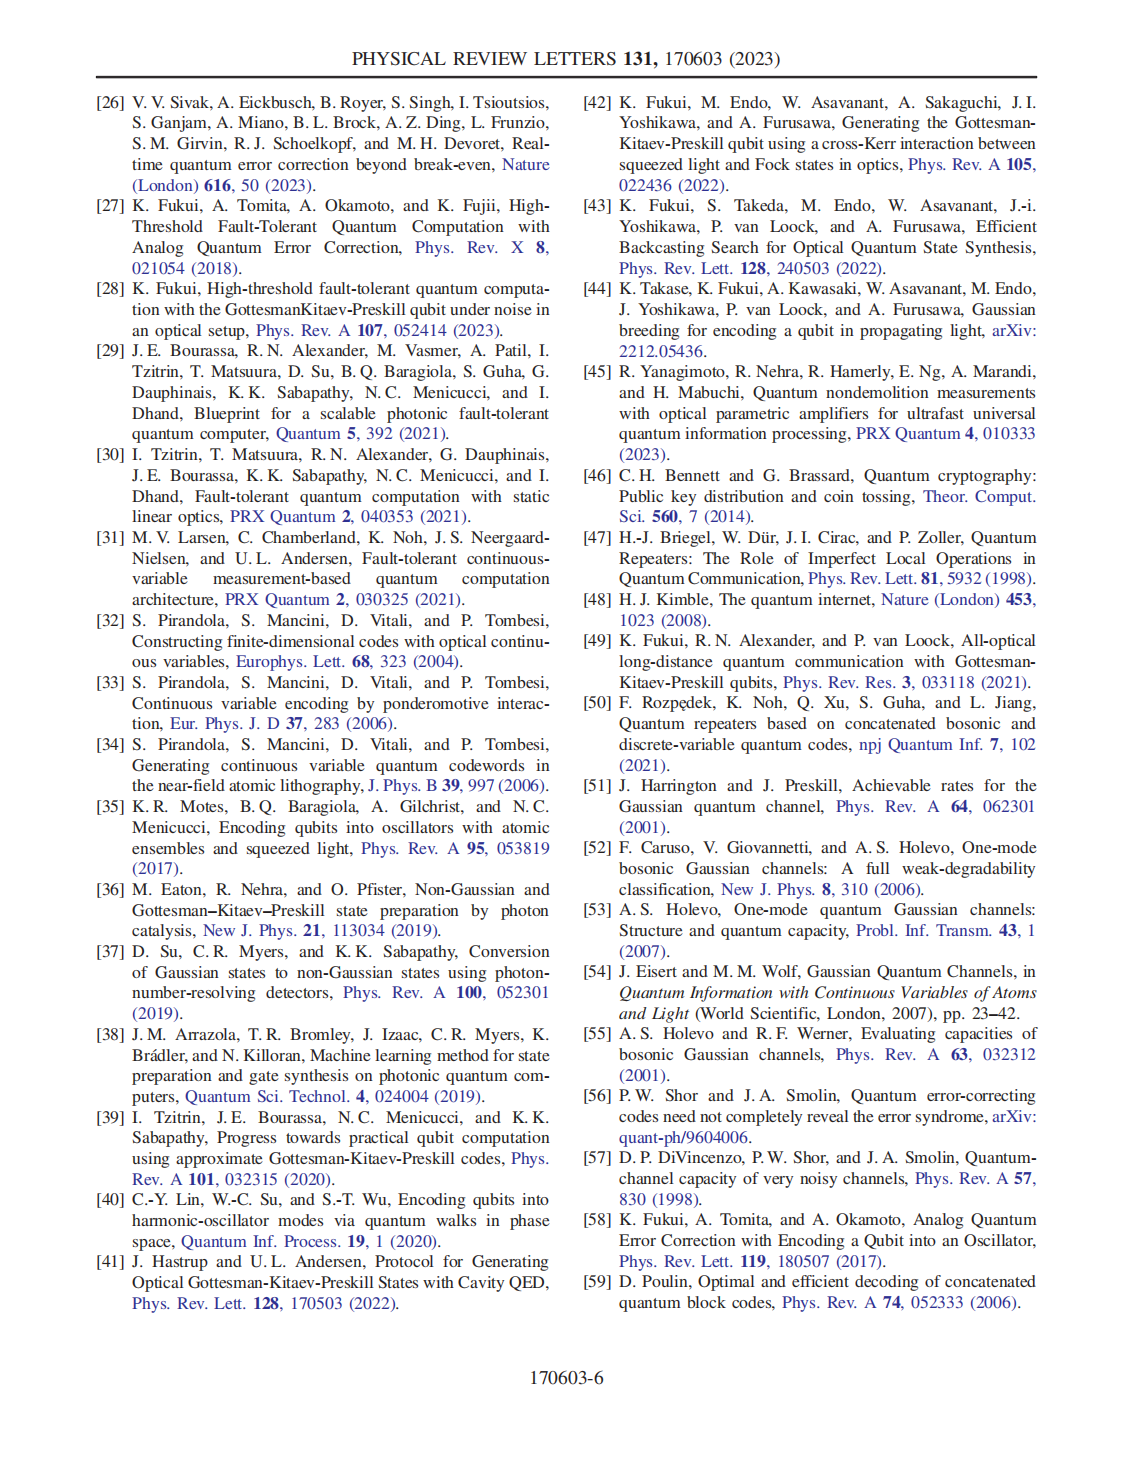 PHYSICAL REVIEW LETTERS 131, 170603 (2023)
[26] V. V. Sivak, A. Eickbusch, B. Royer, S. Singh, I. Tsioutsios,
S. Ganjam, A. Miano, B. L. Brock, A. Z. Ding, L. Frunzio,
S. M. Girvin, R. J. Schoelkopf, and M. H. Devoret, Real-
time quantum error correction beyond break-even, Nature
(London) 616, 50 (2023).
[27] K. Fukui, A. Tomita, A. Okamoto, and K. Fujii, High-
Threshold Fault-Tolerant Quantum Computation with
Analog Quantum Error Correction, Phys. Rev. X 8,
021054 (2018).
[28] K. Fukui, High-threshold fault-tolerant quantum computa-
tion with the GottesmanKitaev-Preskill qubit under noise in
an optical setup, Phys. Rev. A 107, 052414 (2023).
[29] J. E. Bourassa, R. N. Alexander, M. Vasmer, A. Patil, I.
Tzitrin, T. Matsuura, D. Su, B. Q. Baragiola, S. Guha, G.
Dauphinais, K. K. Sabapathy, N. C. Menicucci, and I.
Dhand, Blueprint for a scalable photonic fault-tolerant
quantum computer, Quantum 5, 392 (2021).
[30] I. Tzitrin, T. Matsuura, R. N. Alexander, G. Dauphinais,
J. E. Bourassa, K. K. Sabapathy, N. C. Menicucci, and I.
Dhand, Fault-tolerant quantum computation with static
linear optics, PRX Quantum 2, 040353 (2021).
[31] M. V. Larsen, C. Chamberland, K. Noh, J. S. Neergaard-
Nielsen, and U. L. Andersen, Fault-tolerant continuous-
variable measurement-based quantum computation
architecture, PRX Quantum 2, 030325 (2021).
[32] S. Pirandola, S. Mancini, D. Vitali, and P. Tombesi,
Constructing finite-dimensional codes with optical continu-
ous variables, Europhys. Lett. 68, 323 (2004).
[33] S. Pirandola, S. Mancini, D. Vitali, and P. Tombesi,
Continuous variable encoding by ponderomotive interac-
tion, Eur. Phys. J. D 37, 283 (2006).
[34] S. Pirandola, S. Mancini, D. Vitali, and P. Tombesi,
Generating continuous variable quantum codewords in
the near-field atomic lithography, J. Phys. B 39, 997 (2006).
[35] K. R. Motes, B. Q. Baragiola, A. Gilchrist, and N. C.
Menicucci, Encoding qubits into oscillators with atomic
ensembles and squeezed light, Phys. Rev. A 95, 053819
(2017).
[36] M. Eaton, R. Nehra, and O. Pfister, Non-Gaussian and
Gottesman–Kitaev–Preskill state preparation by photon
catalysis, New J. Phys. 21, 113034 (2019).
[37] D. Su, C. R. Myers, and K. K. Sabapathy, Conversion
of Gaussian states to non-Gaussian states using photon-
number-resolving detectors, Phys. Rev. A 100, 052301
(2019).
[38] J. M. Arrazola, T. R. Bromley, J. Izaac, C. R. Myers, K.
Brádler, and N. Killoran, Machine learning method for state
preparation and gate synthesis on photonic quantum com-
puters, Quantum Sci. Technol. 4, 024004 (2019).
[39] I. Tzitrin, J. E. Bourassa, N. C. Menicucci, and K. K.
Sabapathy, Progress towards practical qubit computation
using approximate Gottesman-Kitaev-Preskill codes, Phys.
Rev. A 101, 032315 (2020).
[40] C.-Y. Lin, W.-C. Su, and S.-T. Wu, Encoding qubits into
harmonic-oscillator modes via quantum walks in phase
space, Quantum Inf. Process. 19, 1 (2020).
[41] J. Hastrup and U. L. Andersen, Protocol for Generating
Optical Gottesman-Kitaev-Preskill States with Cavity QED,
Phys. Rev. Lett. 128, 170503 (2022).
[42] K. Fukui, M. Endo, W. Asavanant, A. Sakaguchi, J. I.
Yoshikawa, and A. Furusawa, Generating the Gottesman-
Kitaev-Preskill qubit using a cross-Kerr interaction between
squeezed light and Fock states in optics, Phys. Rev. A 105,
022436 (2022).
[43] K. Fukui, S. Takeda, M. Endo, W. Asavanant, J.-i.
Yoshikawa, P. van Loock, and A. Furusawa, Efficient
Backcasting Search for Optical Quantum State Synthesis,
Phys. Rev. Lett. 128, 240503 (2022).
[44] K. Takase, K. Fukui, A. Kawasaki, W. Asavanant, M. Endo,
J. Yoshikawa, P. van Loock, and A. Furusawa, Gaussian
breeding for encoding a qubit in propagating light, arXiv:
2212.05436.
[45] R. Yanagimoto, R. Nehra, R. Hamerly, E. Ng, A. Marandi,
and H. Mabuchi, Quantum nondemolition measurements
with optical parametric amplifiers for ultrafast universal
quantum information processing, PRX Quantum 4, 010333
(2023).
[46] C. H. Bennett and G. Brassard, Quantum cryptography:
Public key distribution and coin tossing, Theor. Comput.
Sci. 560, 7 (2014).
[47] H.-J. Briegel, W. Dür, J. I. Cirac, and P. Zoller, Quantum
Repeaters: The Role of Imperfect Local Operations in
Quantum Communication, Phys. Rev. Lett. 81, 5932 (1998).
[48] H. J. Kimble, The quantum internet, Nature (London) 453,
1023 (2008).
[49] K. Fukui, R. N. Alexander, and P. van Loock, All-optical
long-distance quantum communication with Gottesman-
Kitaev-Preskill qubits, Phys. Rev. Res. 3, 033118 (2021).
[50] F. Rozpędek, K. Noh, Q. Xu, S. Guha, and L. Jiang,
Quantum repeaters based on concatenated bosonic and
discrete-variable quantum codes, npj Quantum Inf. 7, 102
(2021).
[51] J. Harrington and J. Preskill, Achievable rates for the
Gaussian quantum channel, Phys. Rev. A 64, 062301
(2001).
[52] F. Caruso, V. Giovannetti, and A. S. Holevo, One-mode
bosonic Gaussian channels: A full weak-degradability
classification, New J. Phys. 8, 310 (2006).
[53] A. S. Holevo, One-mode quantum Gaussian channels:
Structure and quantum capacity, Probl. Inf. Transm. 43, 1
(2007).
[54] J. Eisert and M. M. Wolf, Gaussian Quantum Channels, in
Quantum Information with Continuous Variables of Atoms
and Light (World Scientific, London, 2007), pp. 23–42.
[55] A. S. Holevo and R. F. Werner, Evaluating capacities of
bosonic Gaussian channels, Phys. Rev. A 63, 032312
(2001).
[56] P. W. Shor and J. A. Smolin, Quantum error-correcting
codes need not completely reveal the error syndrome, arXiv:
quant-ph/9604006.
[57] D. P. DiVincenzo, P. W. Shor, and J. A. Smolin, Quantum-
channel capacity of very noisy channels, Phys. Rev. A 57,
830 (1998).
[58] K. Fukui, A. Tomita, and A. Okamoto, Analog Quantum
Error Correction with Encoding a Qubit into an Oscillator,
Phys. Rev. Lett. 119, 180507 (2017).
[59] D. Poulin, Optimal and efficient decoding of concatenated
quantum block codes, Phys. Rev. A 74, 052333 (2006).
170603-6